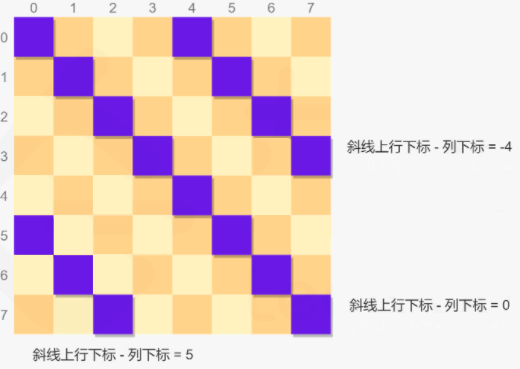 0 1 2 3 4 5 6 7
0
1
2
3
斜线上行下标 - 列下标 = -4
4
5
6
斜线上行下标 - 列下标 = 0
7
斜线上行下标 - 列下标 = 5